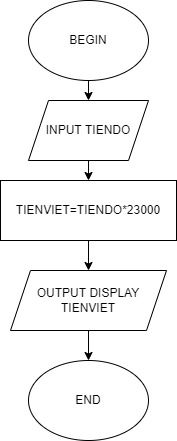 BEGIN
INPUT TIENDO
TIENVIET=TIENDO*23000
OUTPUT DISPLAY
TIENVIET
END